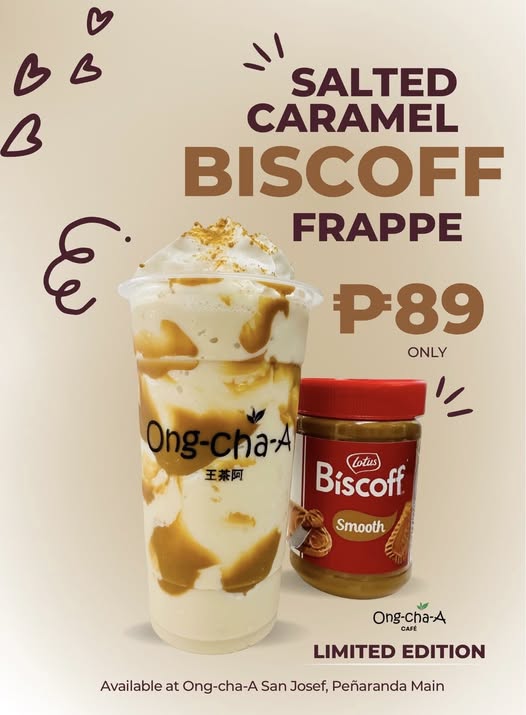 SALTED
CARAMEL
BISCOFF
FRAPPE
₱89
ONLY
Ong-cha-A
王茶阿
Lotus
Biscoff
Smooth
Ong-cha-A
CAFÉ
LIMITED EDITION
Available at Ong-cha-A San Josef, Peñaranda Main